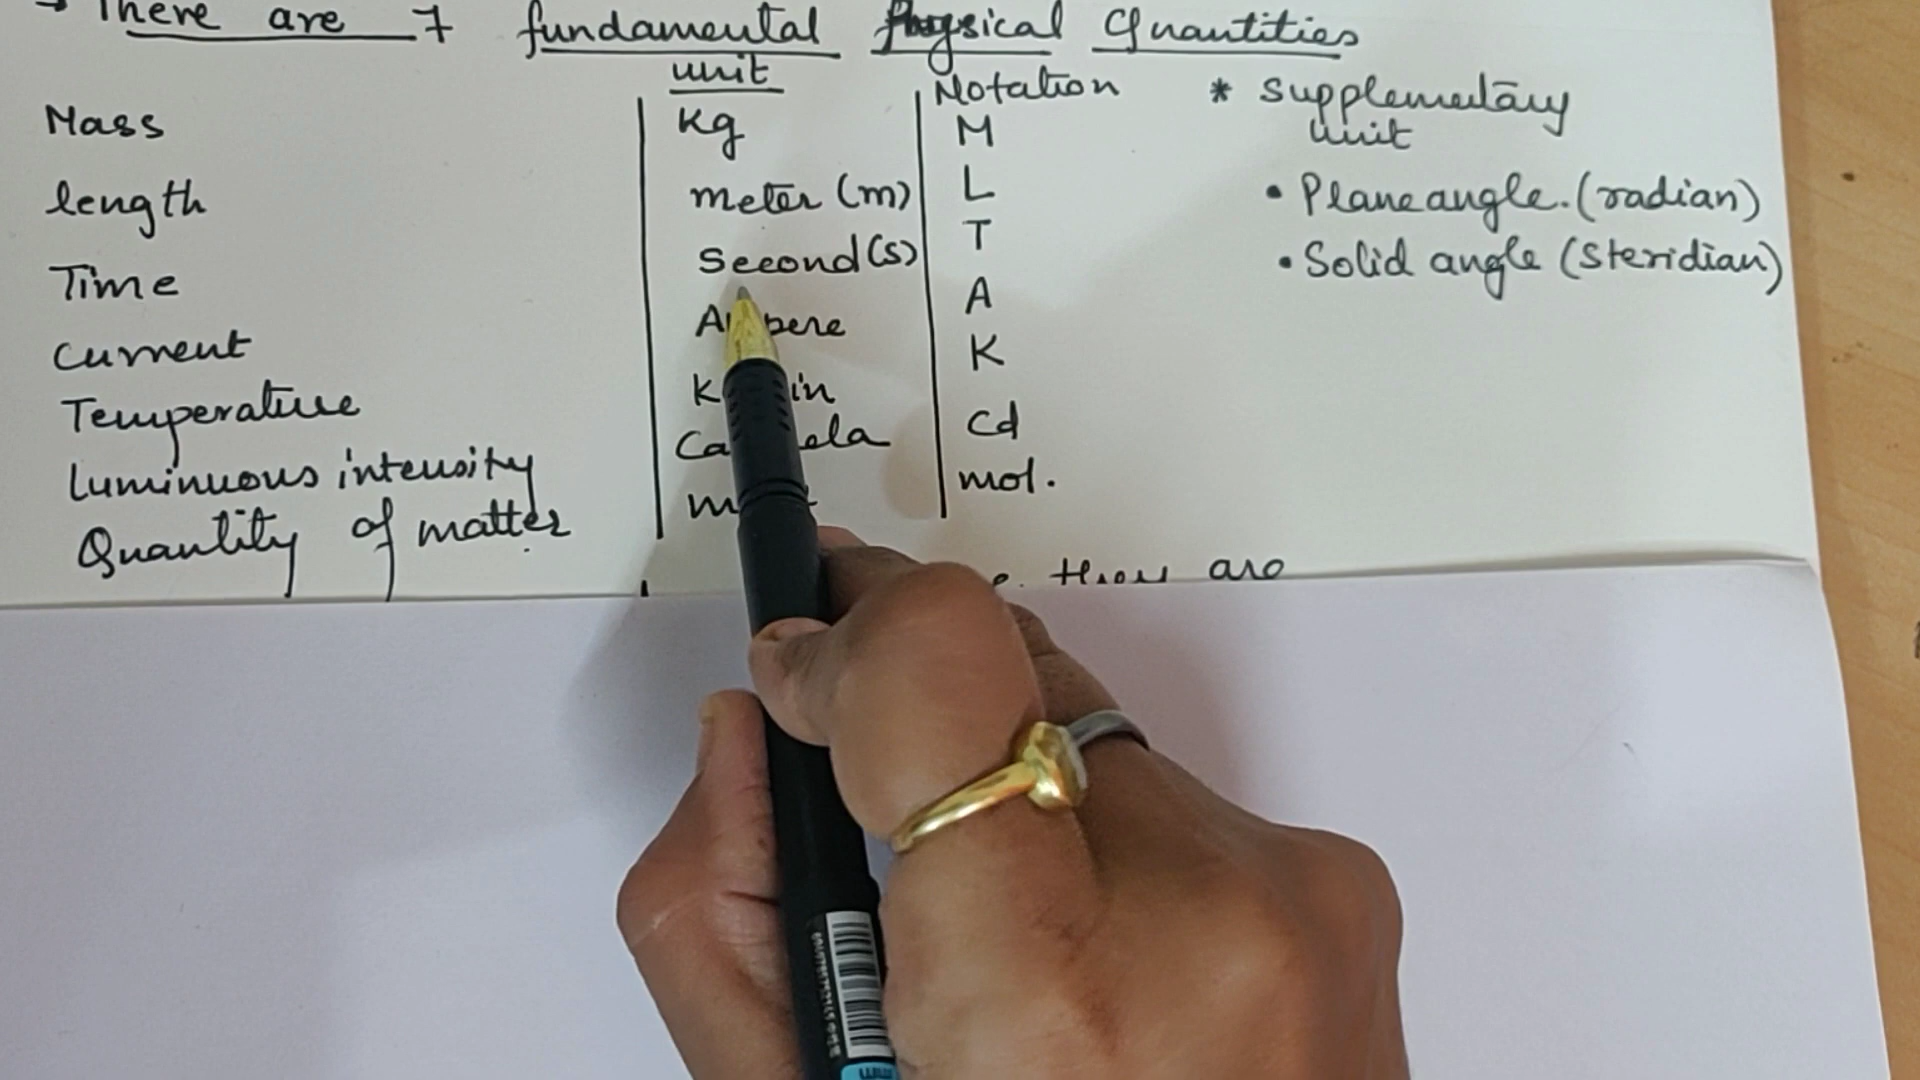 → There are 7 fundamental Physical Quantities
unit Notation * Supplementary unit
Mass Kg M
length meter (m) L • Plane angle. (radian)
Time Second (s) T • Solid angle (Steridian)
Current A
Temperature K
Luminuous intensity Cd
Quantity of matter mol.
they are